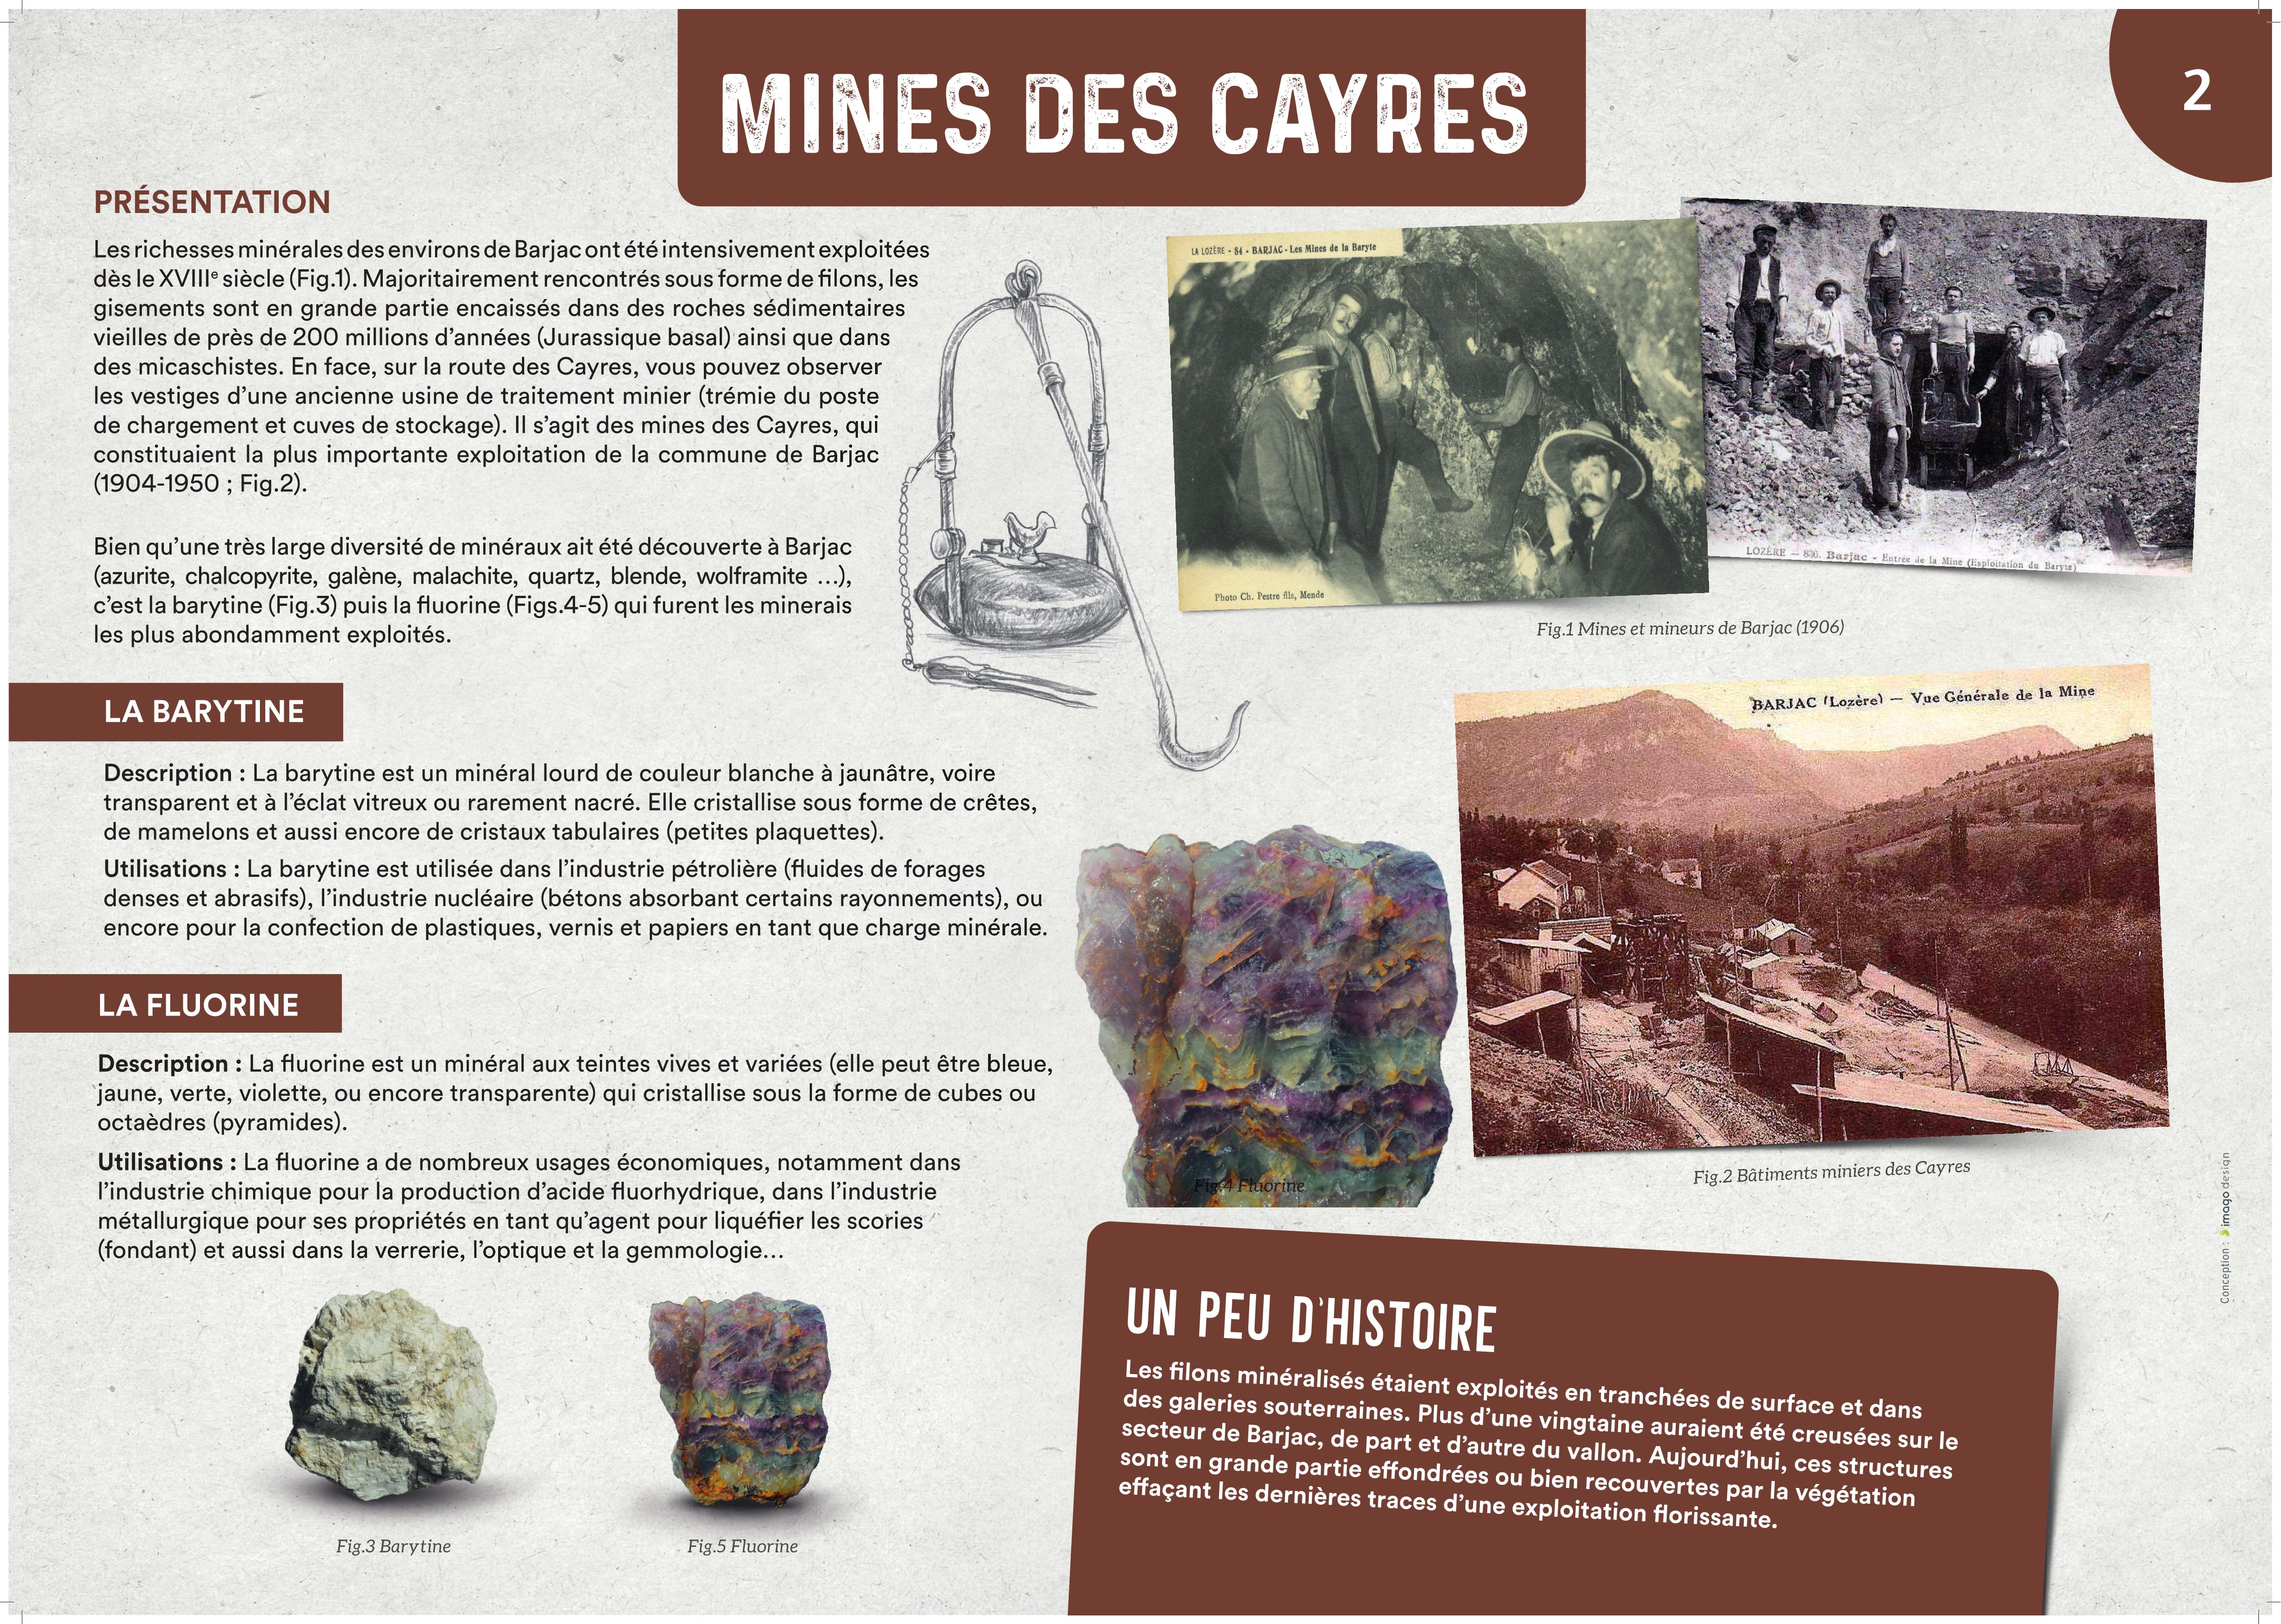 MINES DES CAYRES
2
PRÉSENTATION
Les richesses minérales des environs de Barjac ont été intensivement exploitées
dès le XVIIIe siècle (Fig.1). Majoritairement rencontrés sous forme de filons, les
gisements sont en grande partie encaissés dans des roches sédimentaires
vieilles de près de 200 millions d’années (Jurassique basal) ainsi que dans
des micaschistes. En face, sur la route des Cayres, vous pouvez observer
les vestiges d’une ancienne usine de traitement minier (trémie du poste
de chargement et cuves de stockage). Il s’agit des mines des Cayres, qui
constituaient la plus importante exploitation de la commune de Barjac
(1904-1950 ; Fig.2).
Bien qu’une très large diversité de minéraux ait été découverte à Barjac
(azurite, chalcopyrite, galène, malachite, quartz, blende, wolframite …),
c’est la barytine (Fig.3) puis la fluorine (Figs.4-5) qui furent les minerais
les plus abondamment exploités.
LA LOZÈRE - 84 - BARJAC - Les Mines de la Baryte
Photo Ch. Pestre fils, Mende
LOZÈRE — 836. Barjac - Entrée de la Mine (Exploitation du Baryte)
Fig.1 Mines et mineurs de Barjac (1906)
LA BARYTINE
Description : La barytine est un minéral lourd de couleur blanche à jaunâtre, voire
transparent et à l’éclat vitreux ou rarement nacré. Elle cristallise sous forme de crêtes,
de mamelons et aussi encore de cristaux tabulaires (petites plaquettes).
Utilisations : La barytine est utilisée dans l’industrie pétrolière (fluides de forages
denses et abrasifs), l’industrie nucléaire (bétons absorbant certains rayonnements), ou
encore pour la confection de plastiques, vernis et papiers en tant que charge minérale.
BARJAC (Lozère) — Vue Générale de la Mine
Fig.2 Bâtiments miniers des Cayres
Fig.4 Fluorine
LA FLUORINE
Description : La fluorine est un minéral aux teintes vives et variées (elle peut être bleue,
jaune, verte, violette, ou encore transparente) qui cristallise sous la forme de cubes ou
octaèdres (pyramides).
Utilisations : La fluorine a de nombreux usages économiques, notamment dans
l’industrie chimique pour la production d’acide fluorhydrique, dans l’industrie
métallurgique pour ses propriétés en tant qu’agent pour liquéfier les scories
(fondant) et aussi dans la verrerie, l’optique et la gemmologie…
Fig.3 Barytine
Fig.5 Fluorine
UN PEU D’HISTOIRE
Les filons minéralisés étaient exploités en tranchées de surface et dans
des galeries souterraines. Plus d’une vingtaine auraient été creusées sur le
secteur de Barjac, de part et d’autre du vallon. Aujourd’hui, ces structures
sont en grande partie effondrées ou bien recouvertes par la végétation
effaçant les dernières traces d’une exploitation florissante.
Conception : imago design